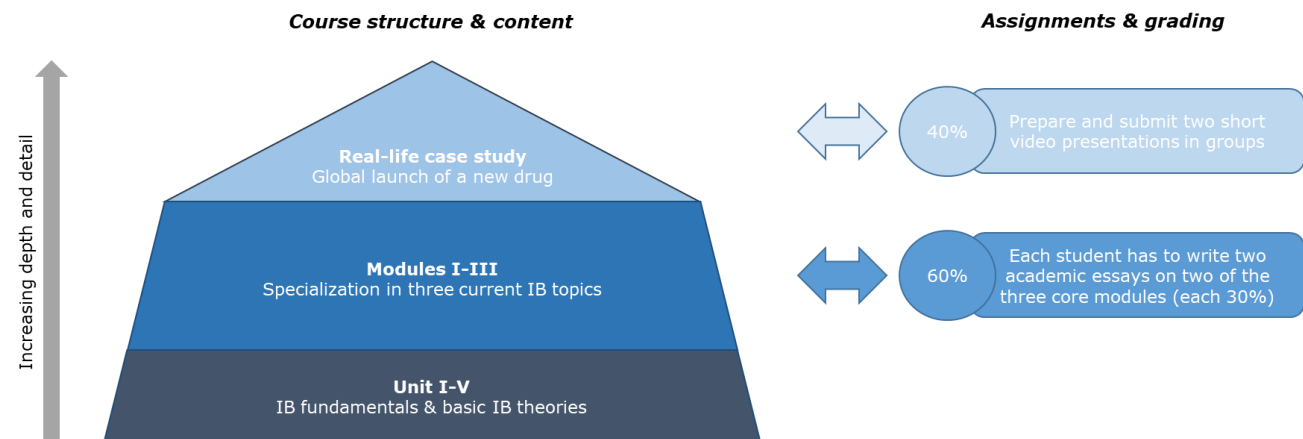 Course structure & content
Assignments & grading
Increasing depth and detail
Real-life case study
Global launch of a new drug
40%
Prepare and submit two short
video presentations in groups
Modules I-III
Specialization in three current IB topics
60%
Each student has to write two
academic essays on two of the
three core modules (each 30%)
Unit I-V
IB fundamentals & basic IB theories